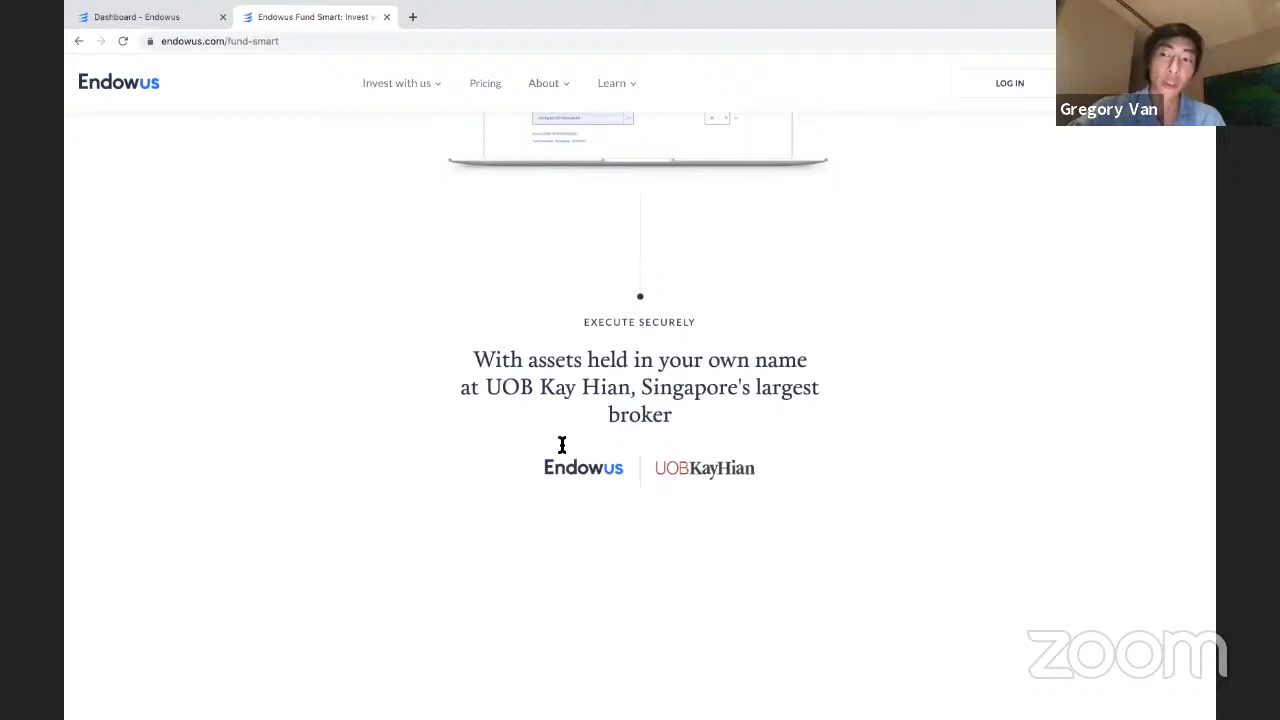 Dashboard - Endowus
Endowus Fund Smart: Invest y
endowus.com/fund-smart
Endowus
Invest with us
Pricing
About
Learn
LOG IN
Gregory Van
EXECUTE SECURELY
With assets held in your own name
at UOB Kay Hian, Singapore's largest
broker
Endowus
UOBKayHian
zoom